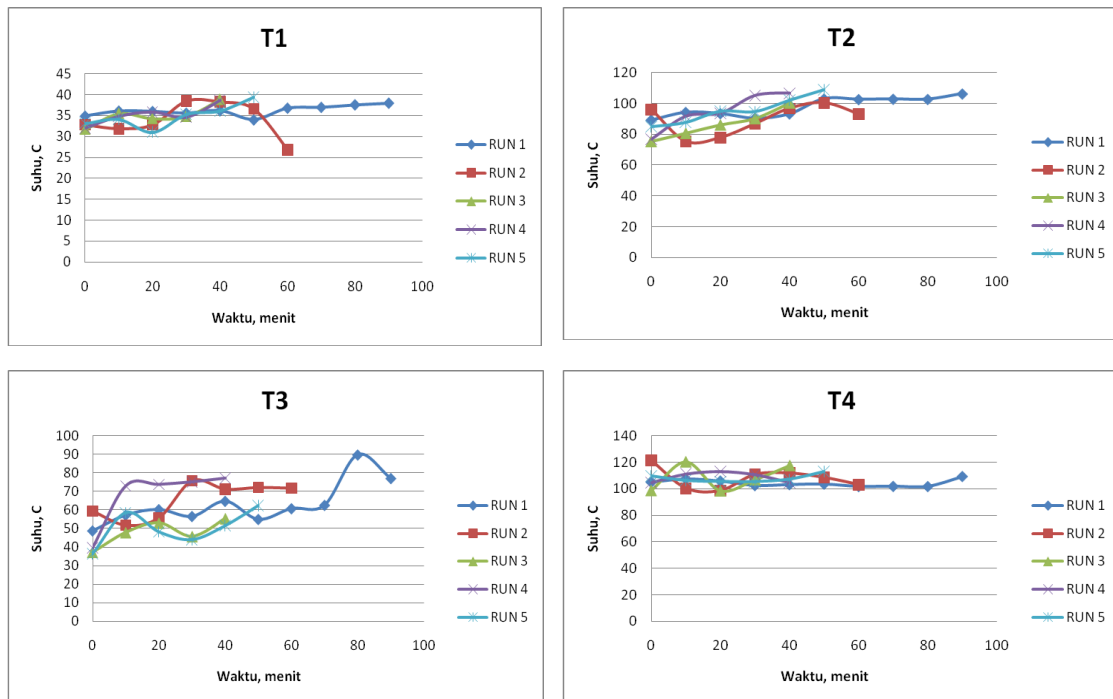 T1
45
40
35
30
25
20
15
10
5
0
Suhu, C
0 20 40 60 80 100
Waktu, menit
RUN 1
RUN 2
RUN 3
RUN 4
RUN 5
T2
120
100
80
60
40
20
0
Suhu, C
0 20 40 60 80 100
Waktu, menit
RUN 1
RUN 2
RUN 3
RUN 4
RUN 5
T3
100
90
80
70
60
50
40
30
20
10
0
Suhu, C
0 20 40 60 80 100
Waktu, menit
RUN 1
RUN 2
RUN 3
RUN 4
RUN 5
T4
140
120
100
80
60
40
20
0
Suhu, C
0 20 40 60 80 100
Waktu, menit
RUN 1
RUN 2
RUN 3
RUN 4
RUN 5